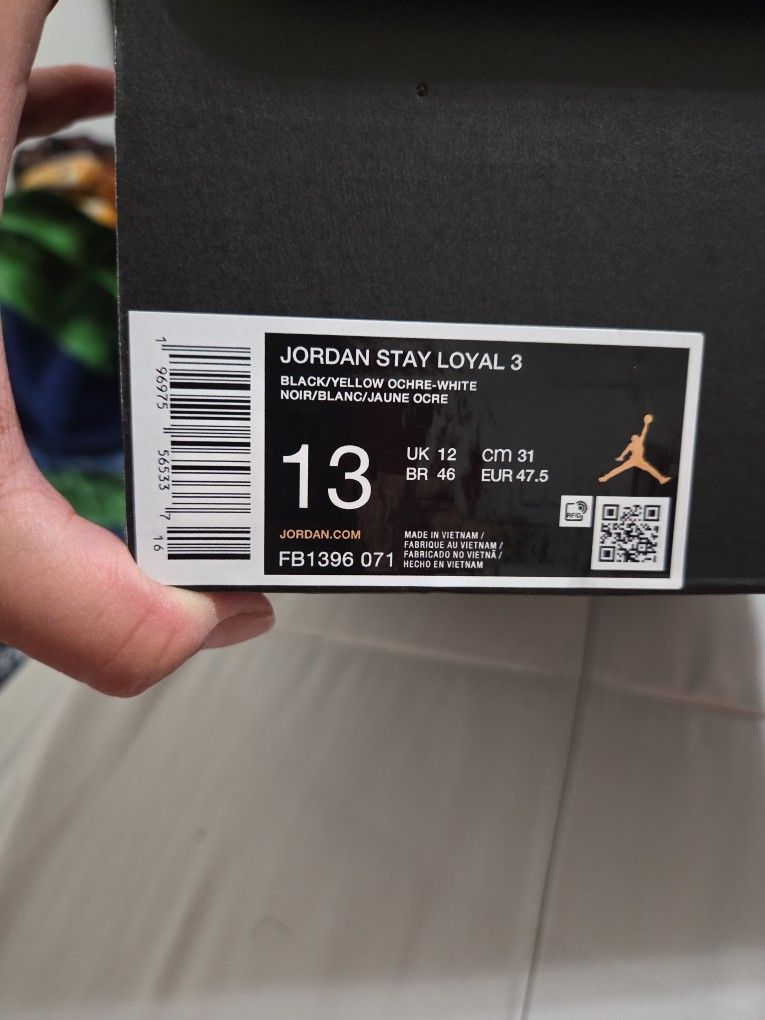 JORDAN STAY LOYAL 3
BLACK/YELLOW OCHRE-WHITE
NOIR/BLANC/JAUNE OCRE
13
UK 12 cm 31
BR 46 EUR 47.5
RFID
JORDAN.COM
FB1396 071
MADE IN VIETNAM /
FABRIQUE AU VIETNAM /
FABRICADO NO VIETNÃ /
HECHO EN VIETNAM
1 96975 56533 7 16